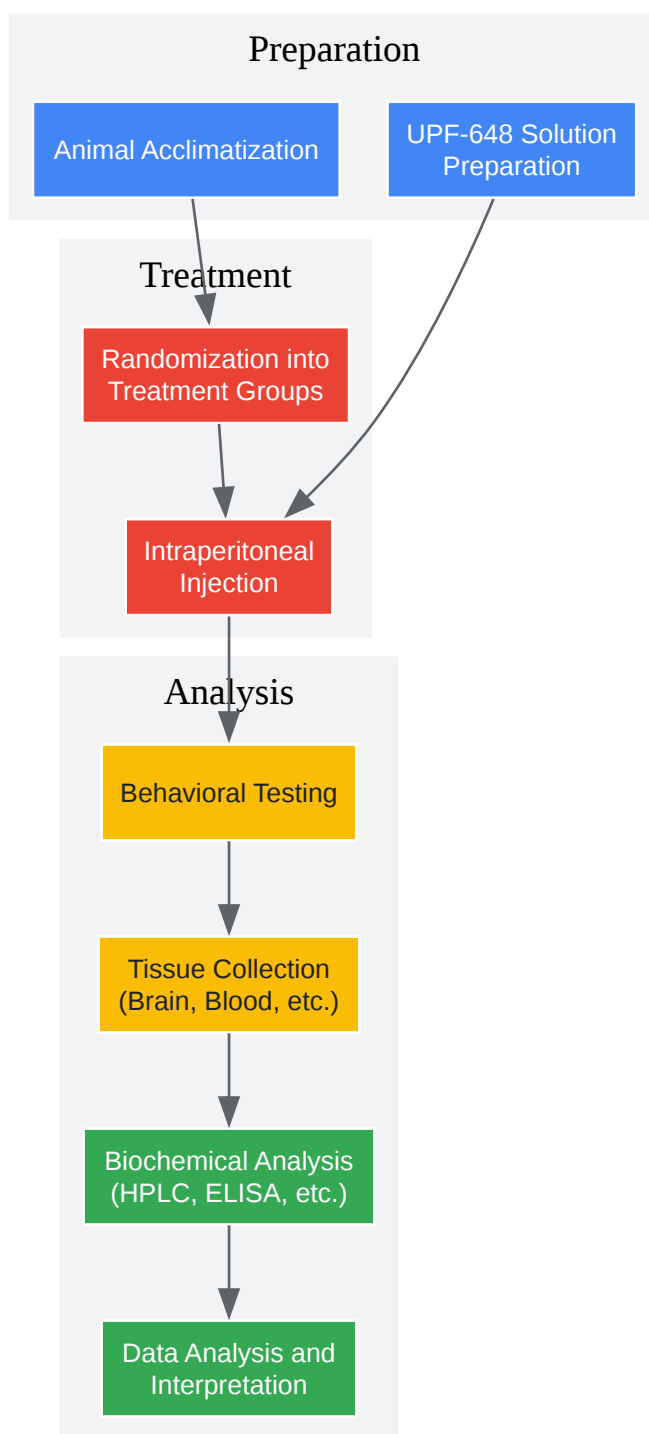 Preparation
Animal Acclimatization
UPF-648 Solution
Preparation
Treatment
Randomization into
Treatment Groups
Intraperitoneal
Injection
Analysis
Behavioral Testing
Tissue Collection
(Brain, Blood, etc.)
Biochemical Analysis
(HPLC, ELISA, etc.)
Data Analysis and
Interpretation